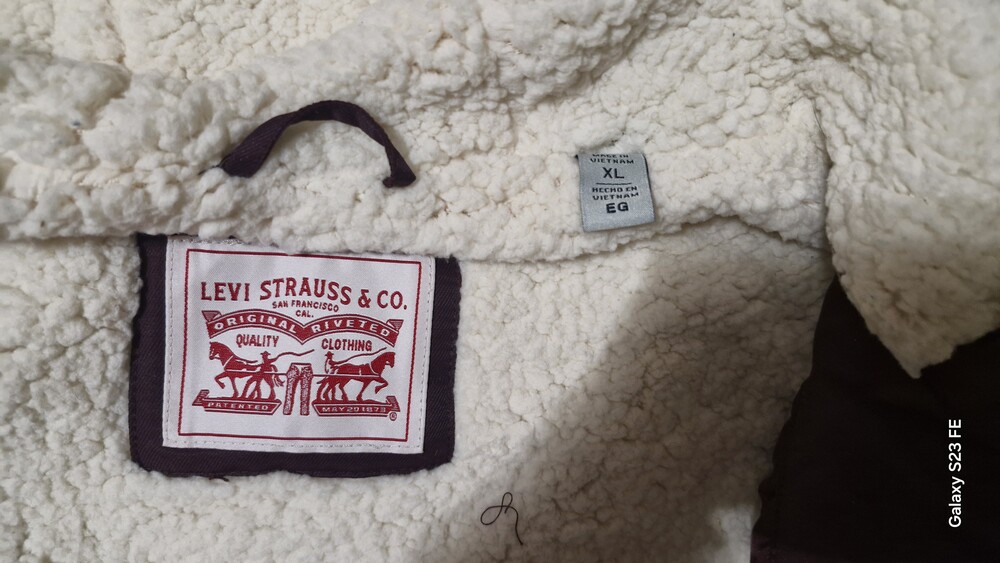 MADE IN
VIETNAM
XL
HECHO EN
VIETNAM
EG
LEVI STRAUSS & CO.
SAN FRANCISCO
CAL.
ORIGINAL RIVETED
QUALITY CLOTHING
PATENTED MAY 20 1873
®
Galaxy S23 FE